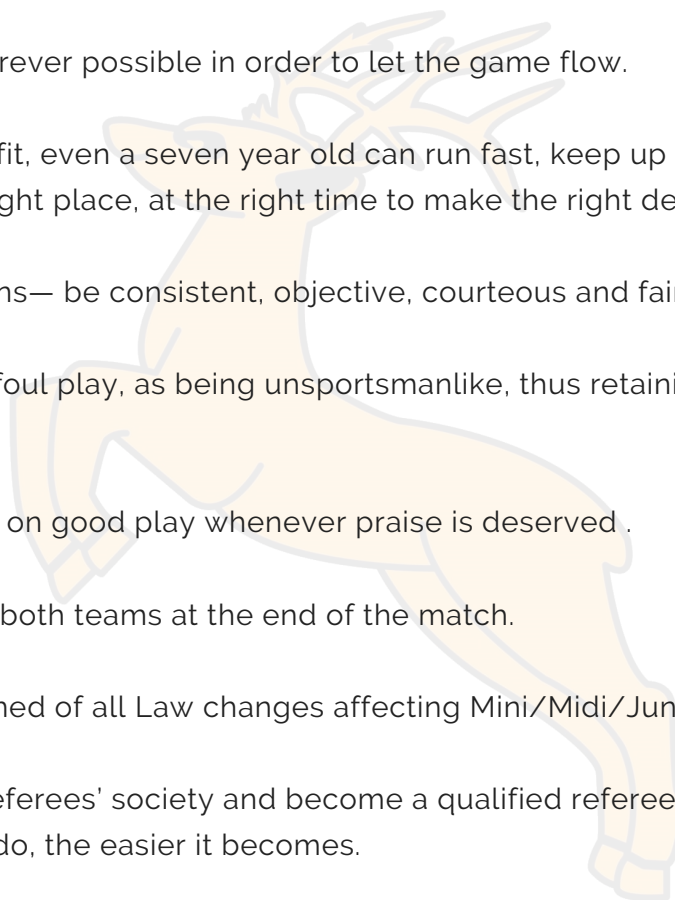 rever possible in order to let the game flow.
fit, even a seven year old can run fast, keep up
ght place, at the right time to make the right de
ns— be consistent, objective, courteous and fair
foul play, as being unsportsmanlike, thus retaini
on good play whenever praise is deserved .
both teams at the end of the match.
ned of all Law changes affecting Mini/Midi/Jun
eferees’ society and become a qualified referee
do, the easier it becomes.